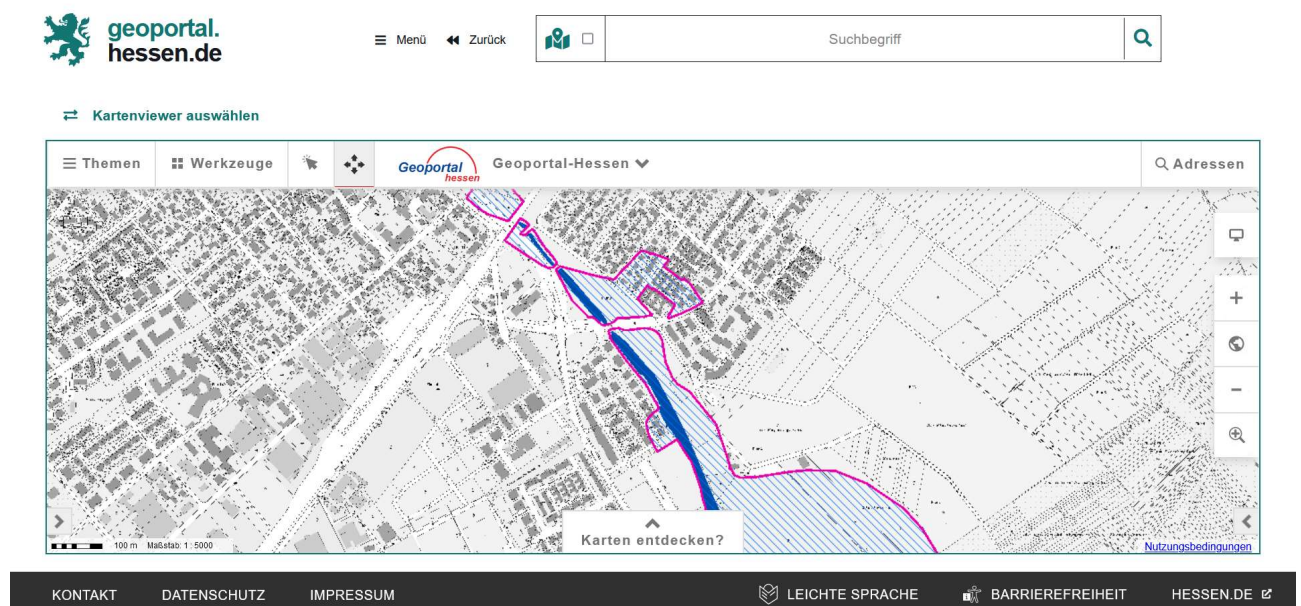 geoportal.
hessen.de
Menü
Zurück
Suchbegriff
Kartenviewer auswählen
Themen
Werkzeuge
Geoportal
hessen
Geoportal-Hessen
Adressen
Karten entdecken?
100 m Maßstab: 1 : 5000
Nutzungsbedingungen
KONTAKT DATENSCHUTZ IMPRESSUM LEICHTE SPRACHE BARRIEREFREIHEIT HESSEN.DE